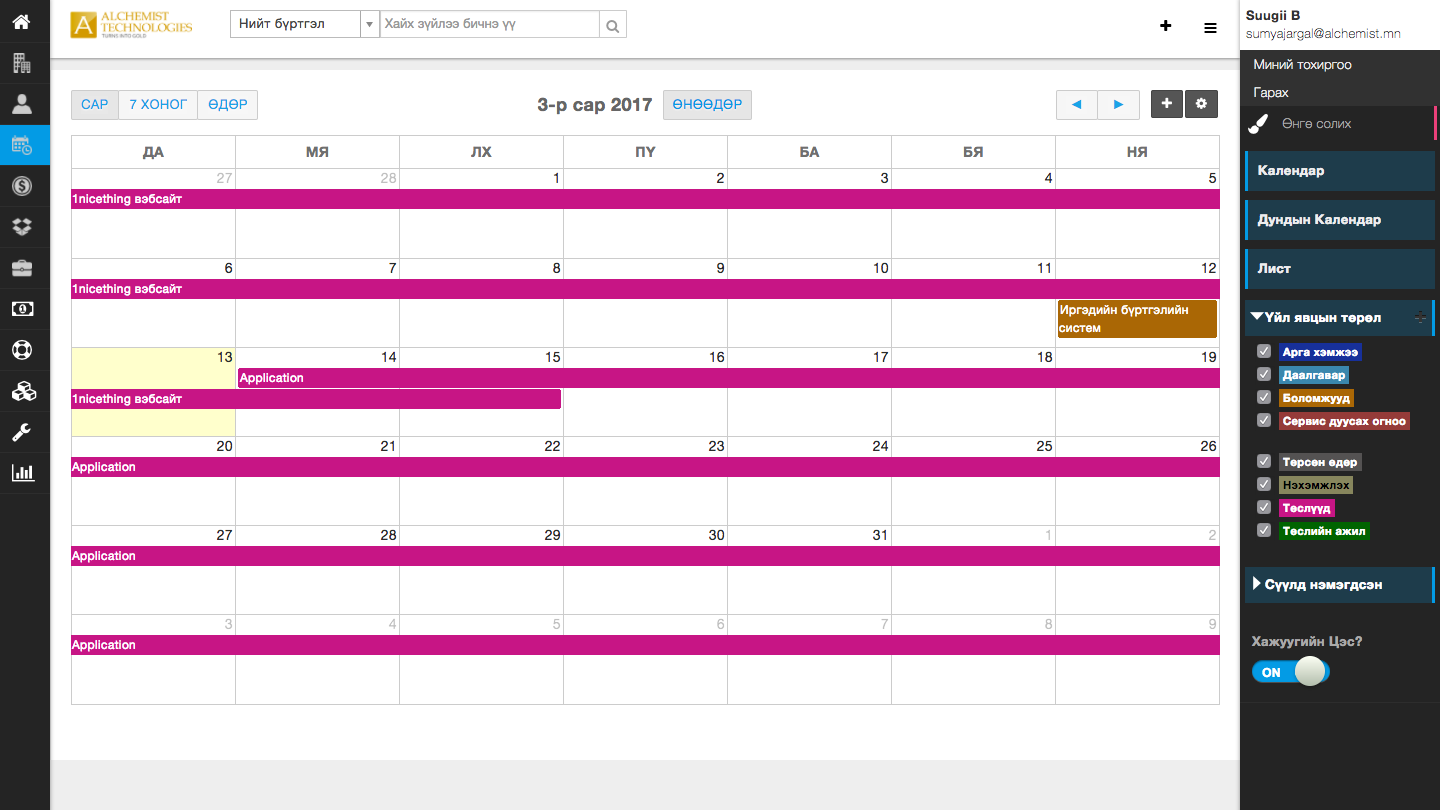 ALCHEMIST
TECHNOLOGIES
TURNS INTO GOLD
Нийт бүртгэл
Хайх зүйлээ бичнэ үү
САР 7 ХОНОГ ӨДӨР
3-р сар 2017 ӨНӨӨДӨР
ДА МЯ ЛХ ПҮ БА БЯ НЯ
27 28 1 2 3 4 5
1nicething вэбсайт
6 7 8 9 10 11 12
1nicething вэбсайт
Иргэдийн бүртгэлийн
систем
13 14 15 16 17 18 19
Application
1nicething вэбсайт
20 21 22 23 24 25 26
Application
27 28 29 30 31 1 2
Application
3 4 5 6 7 8 9
Application
Suugii B
sumyajargal@alchemist.mn
Миний тохиргоо
Гарах
Өнгө солих
Календар
Дундын Календар
Лист
Үйл явцын төрөл
Арга хэмжээ
Даалгавар
Боломжууд
Сервис дуусах огноо
Төрсөн өдөр
Нэхэмжлэх
Төслүүд
Төслийн ажил
Сүүлд нэмэгдсэн
Хажуугийн Цэс?
ON